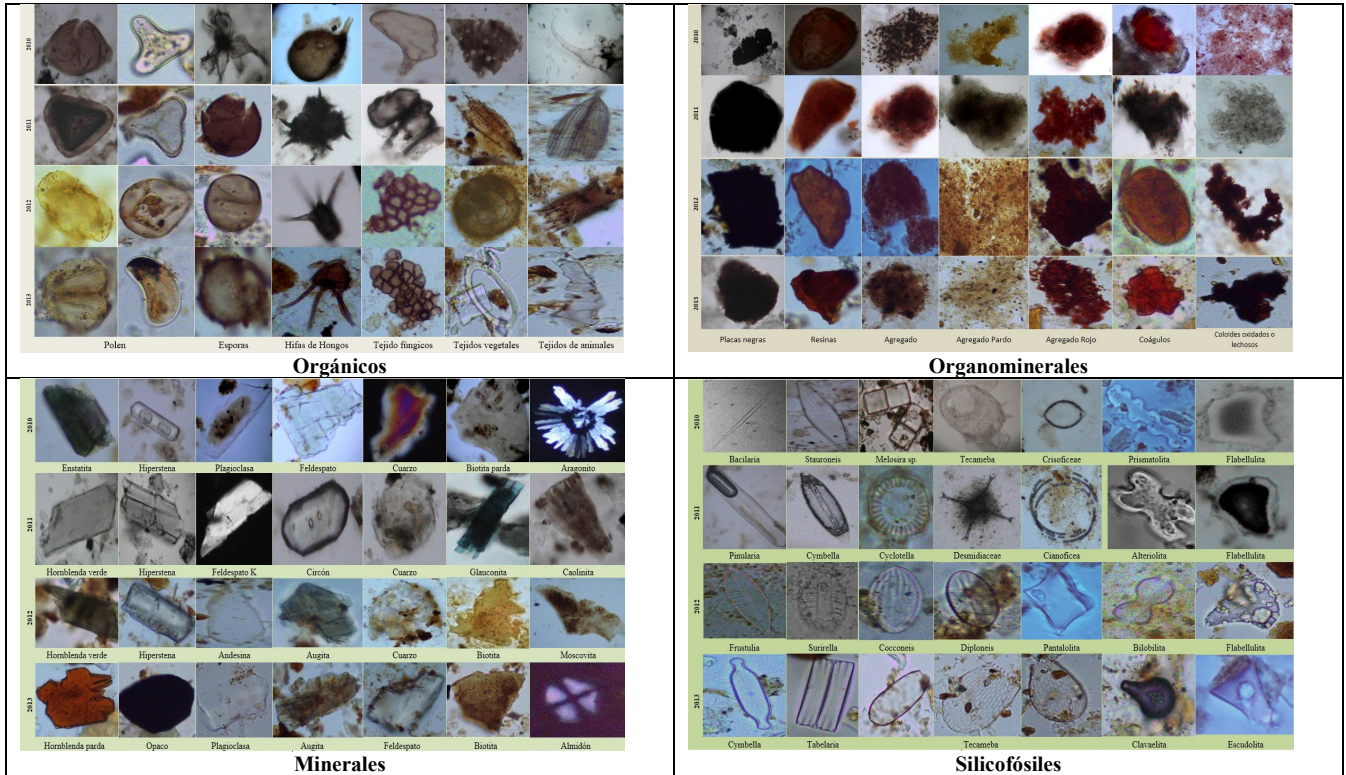 2010
2011
2012
2013
Polen Esporas Hifas de Hongos Tejido fúngicos Tejidos vegetales Tejidos de animales
Orgánicos
2010
2011
2012
2013
Placas negras Resinas Agregado Agregado Pardo Agregado Rojo Coágulos Coloides oxidados o
lechosos
Organominerales
2010
Enstatita Hiperstena Plagioclasa Feldespato Cuarzo Biotita parda Aragonito
2011
Hornblenda verde Hiperstena Feldespato K Circón Cuarzo Glauconita Caolinita
2012
Hornblenda verde Hiperstena Andesina Augita Cuarzo Biotita Moscovita
2013
Hornblenda parda Opaco Plagioclasa Augita Feldespato Biotita Almidón
Minerales
2010
Bacilaria Stauroneis Melosira sp. Tecameba Crisoficeae Prismatolita Flabellulita
2011
Pinularia Cymbella Cyclotella Desmidiaceae Cianoficea Alteriolita Flabellulita
2012
Frustulia Surirella Cocconeis Diploneis Pantalolita Bilobilita Flabellulita
2013
Cymbella Tabelaria Tecameba Clavaelita Escudolita
Silicofósiles